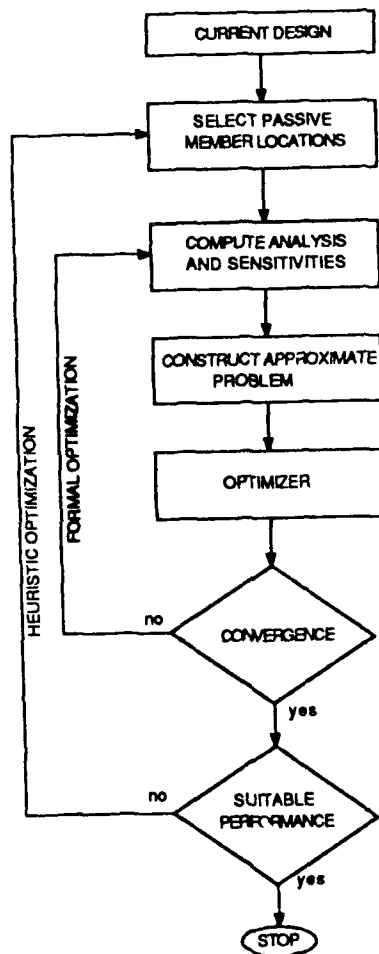 CURRENT DESIGN
SELECT PASSIVE
MEMBER LOCATIONS
COMPUTE ANALYSIS
AND SENSITIVITIES
CONSTRUCT APPROXIMATE
PROBLEM
OPTIMIZER
HEURISTIC OPTIMIZATION
FORMAL OPTIMIZATION
no
CONVERGENCE
yes
no
SUITABLE
PERFORMANCE
yes
STOP